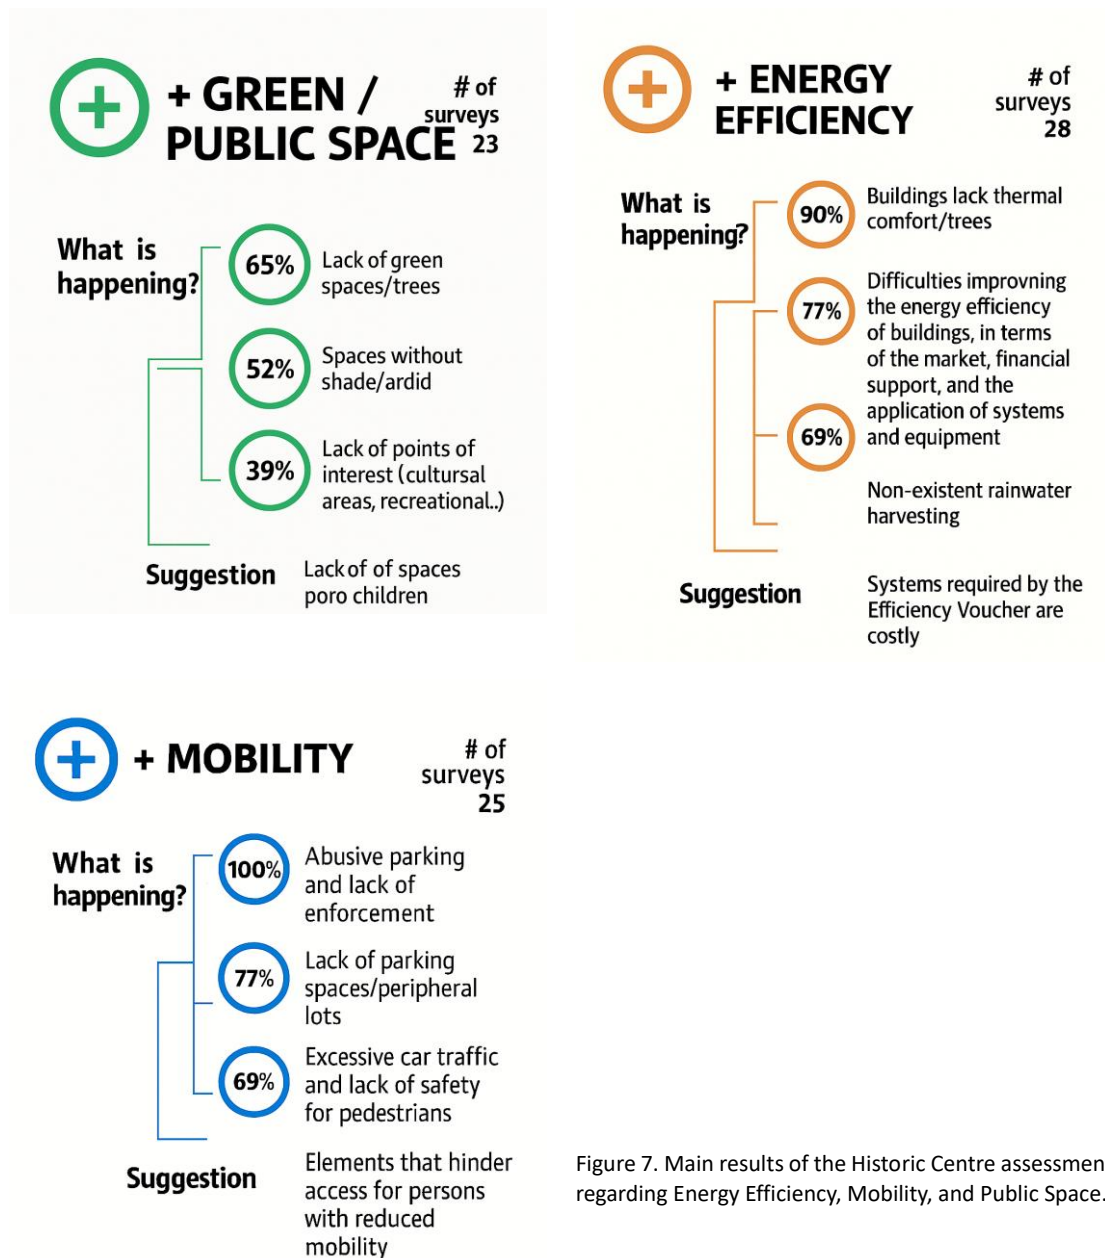 + GREEN /
PUBLIC SPACE
# of
surveys
23
What is
happening?
65%
Lack of green
spaces/trees
52%
Spaces without
shade/ardid
39%
Lack of points of
interest (cultursal
areas, recreational..)
Suggestion
Lack of of spaces
poro children
+ ENERGY
EFFICIENCY
# of
surveys
28
What is
happening?
90%
Buildings lack thermal
comfort/trees
77%
Difficulties improvning
the energy efficiency
of buildings, in terms
of the market, financial
support, and the
application of systems
and equipment
69%
Non-existent rainwater
harvesting
Suggestion
Systems required by the
Efficiency Voucher are
costly
+ MOBILITY
# of
surveys
25
What is
happening?
100%
Abusive parking
and lack of
enforcement
77%
Lack of parking
spaces/peripheral
lots
69%
Excessive car traffic
and lack of safety
for pedestrians
Suggestion
Elements that hinder
access for persons
with reduced
mobility
Figure 7. Main results of the Historic Centre assessmen
regarding Energy Efficiency, Mobility, and Public Space.